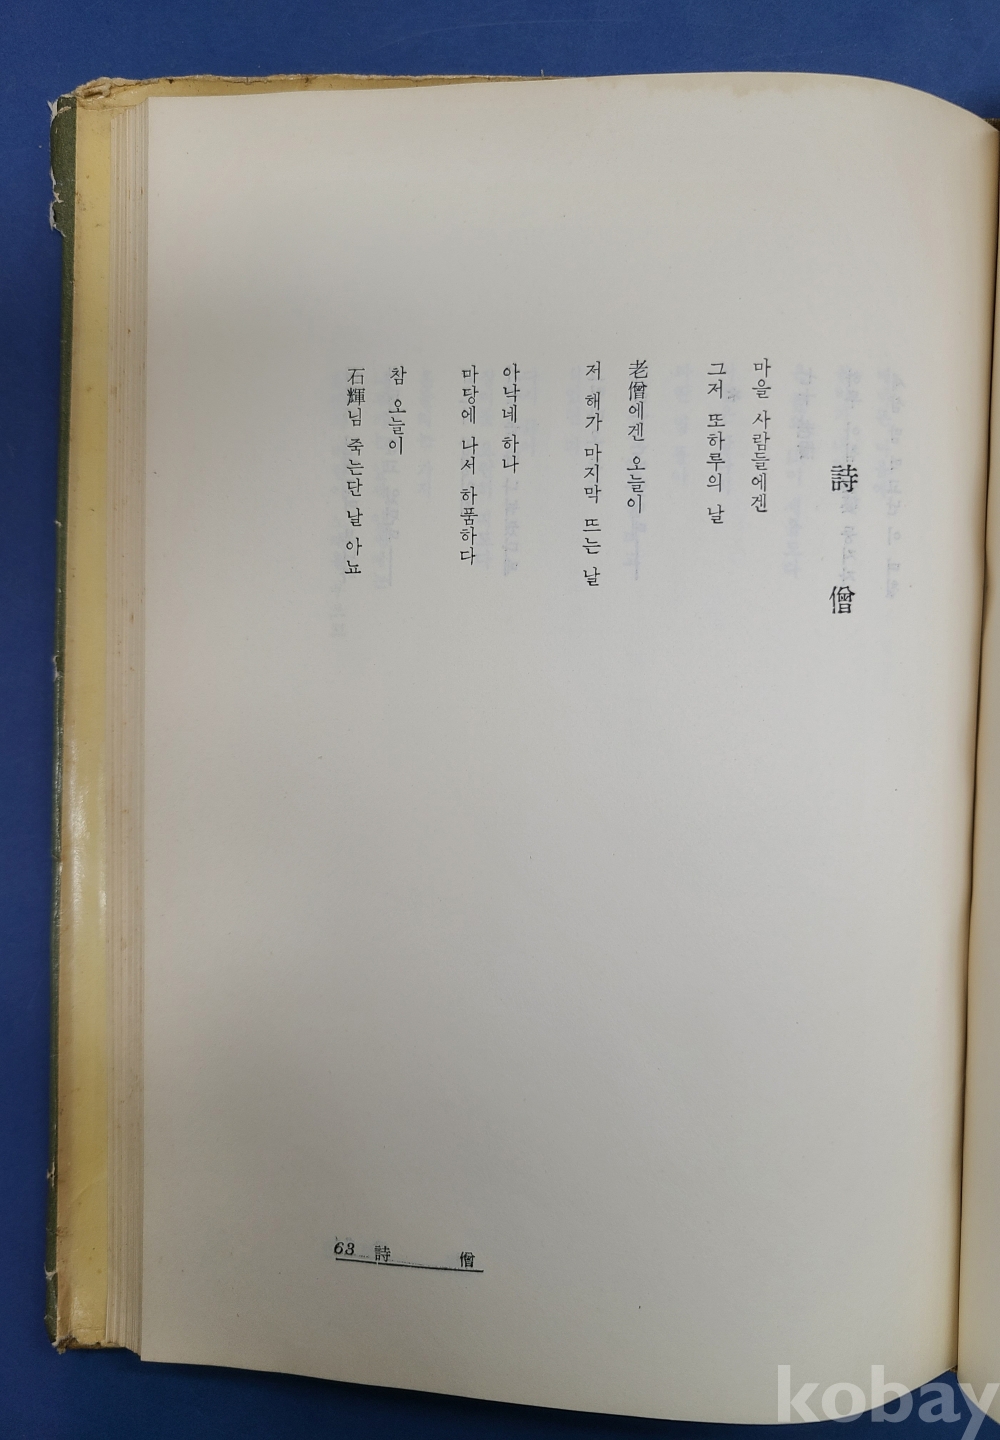 詩僧
마을 사람들에겐
그저 또하루의 날
老僧에겐 오늘이
저 해가 마지막 뜨는 날
아낙네 하나
마당에 나서 하품하다
참 오늘이
石輝님 죽는단 날 아뇨
63 詩僧
kobay